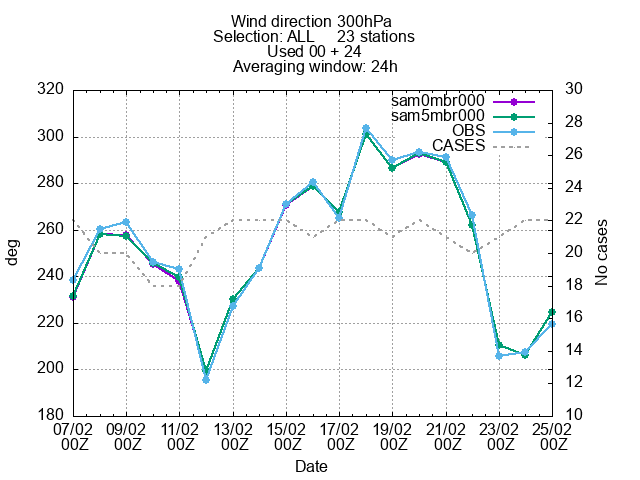 Wind direction 300hPa
Selection: ALL 23 stations
Used 00 + 24
Averaging window: 24h
sam0mbr000
sam5mbr000
OBS
CASES
320
300
280
260
240
220
200
180
deg
30
28
26
24
22
20
18
16
14
12
10
No cases
07/02 09/02 11/02 13/02 15/02 17/02 19/02 21/02 23/02 25/02
00Z 00Z 00Z 00Z 00Z 00Z 00Z 00Z 00Z 00Z
Date